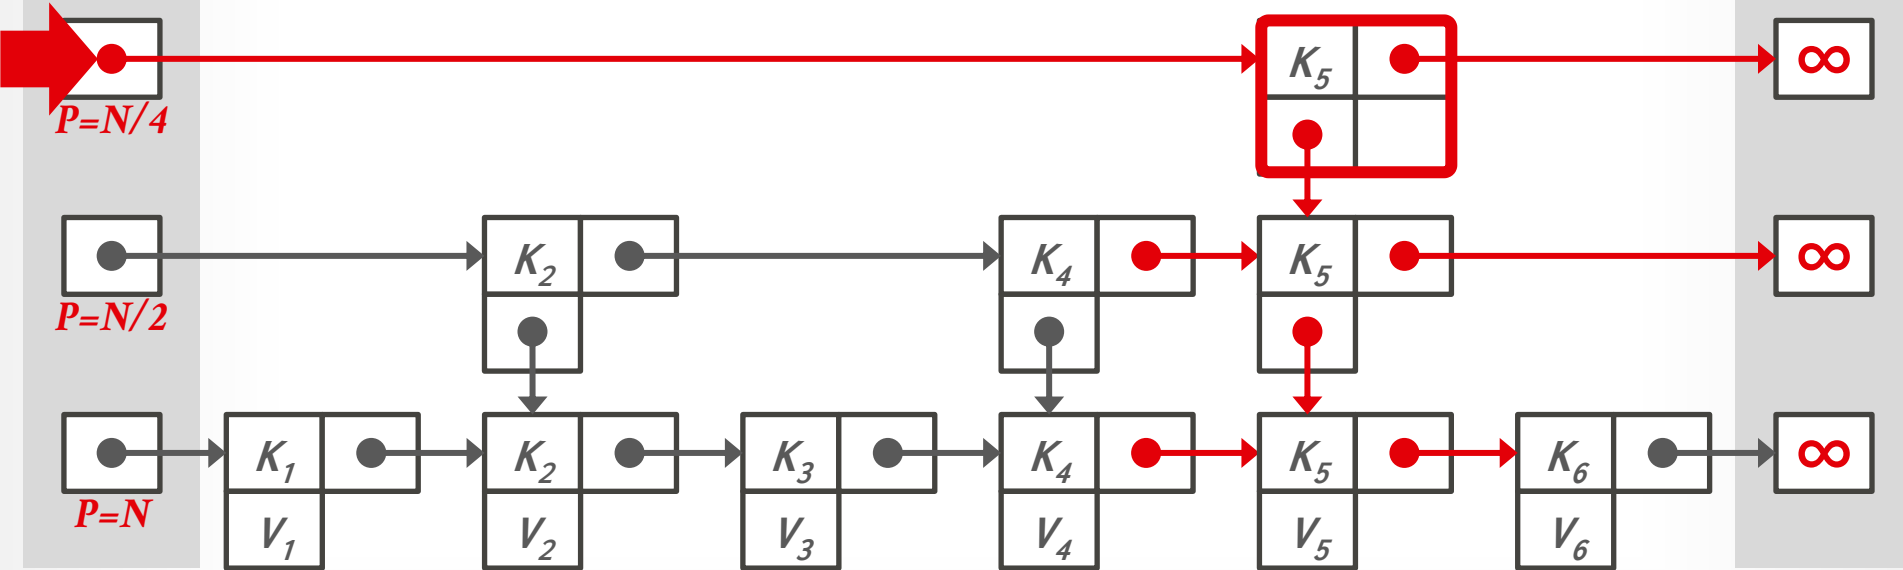 K5 ∞
P=N/4
K2 K4 K5 ∞
P=N/2
K1 K2 K3 K4 K5 K6 ∞
P=N
V1 V2 V3 V4 V5 V6